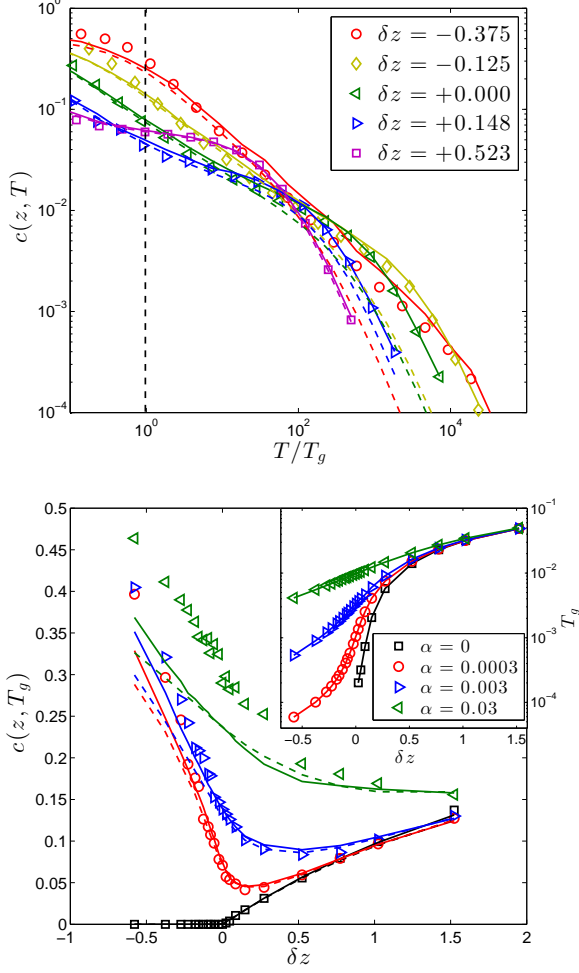 10^0
10^{-1}
10^{-2}
10^{-3}
10^{-4}
c(z, T)
δz = −0.375
δz = −0.125
δz = +0.000
δz = +0.148
δz = +0.523
10^0
10^2
10^4
T/T_g
0.5
0.45
0.4
0.35
0.3
0.25
0.2
0.15
0.1
0.05
0
c(z, T_g)
10^{-1}
10^{-2}
10^{-3}
10^{-4}
T_g
α = 0
α = 0.0003
α = 0.003
α = 0.03
−0.5
0
0.5
1
1.5
δz
−1
−0.5
0
0.5
1
1.5
2
δz